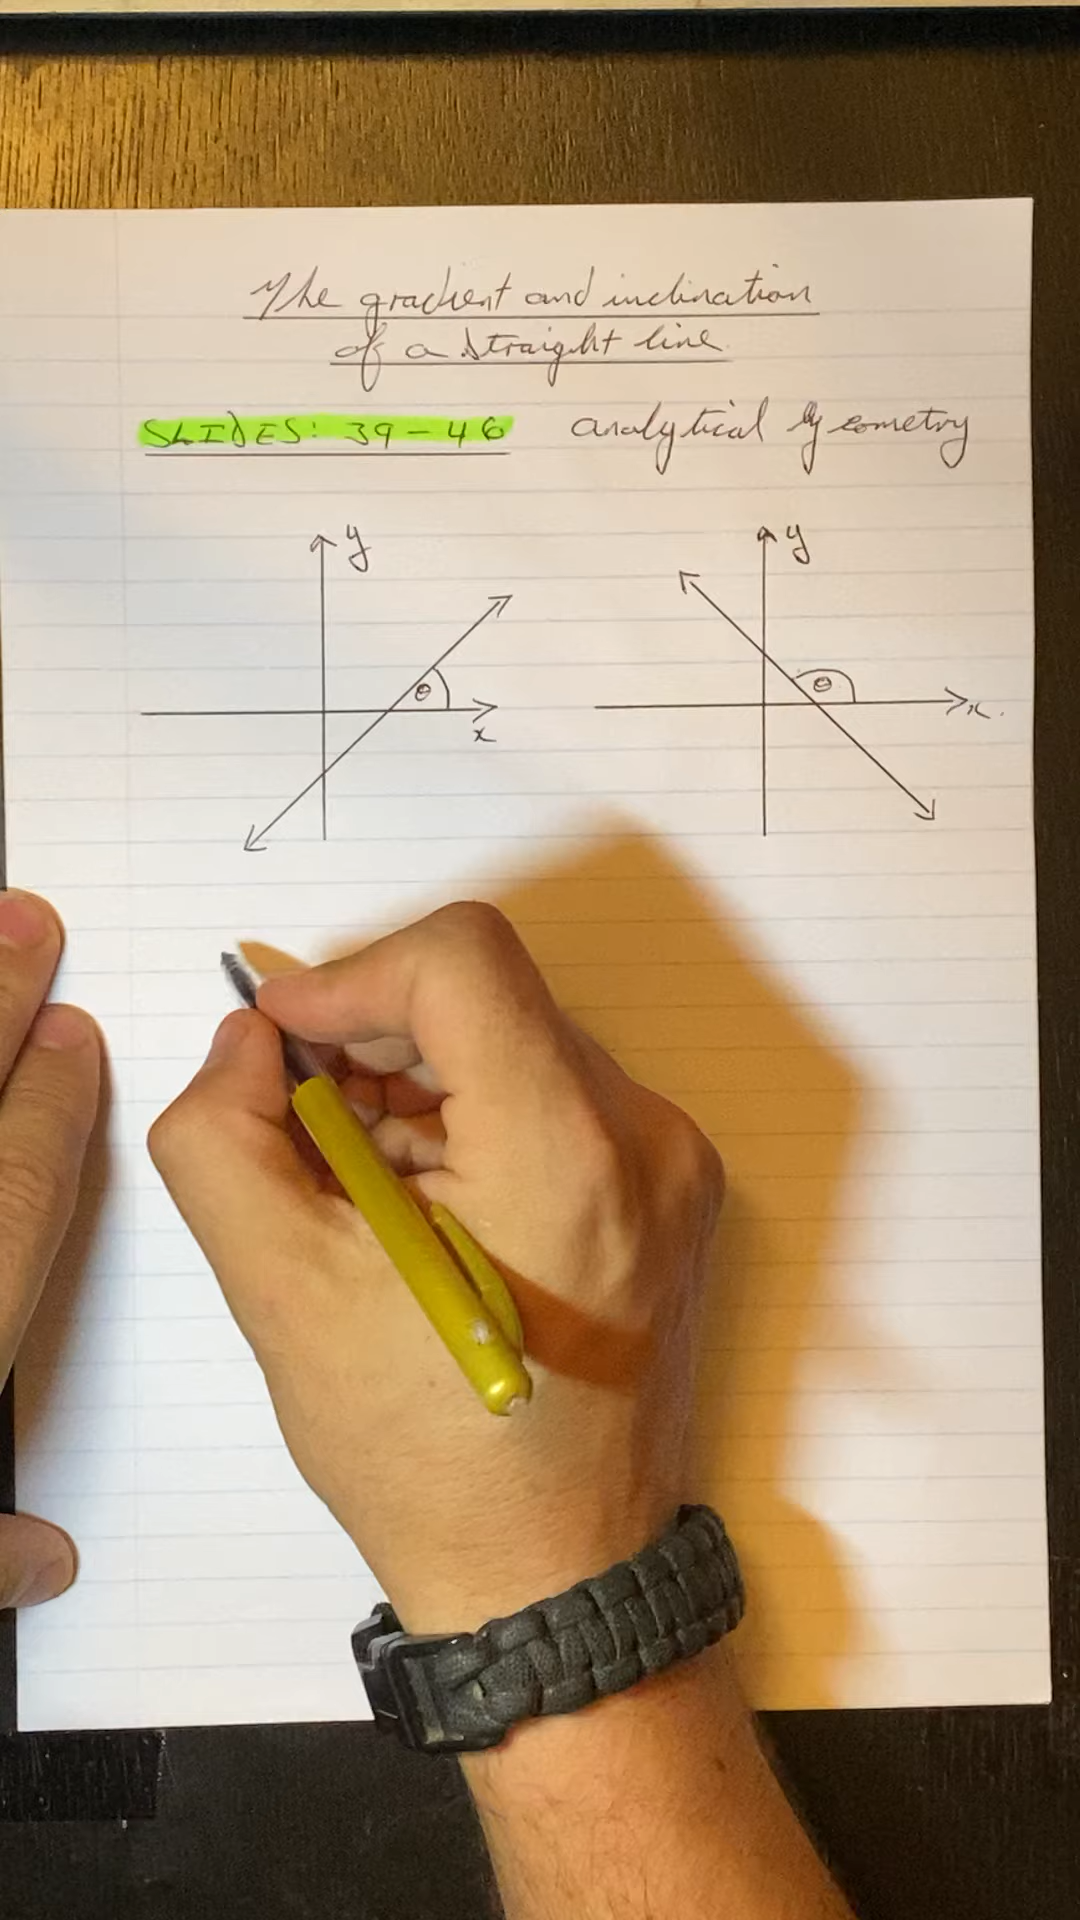 The gradient and inclination
of a straight line
SLIDES: 39 - 46 analytical geometry
y
y
θ
θ
x
x.